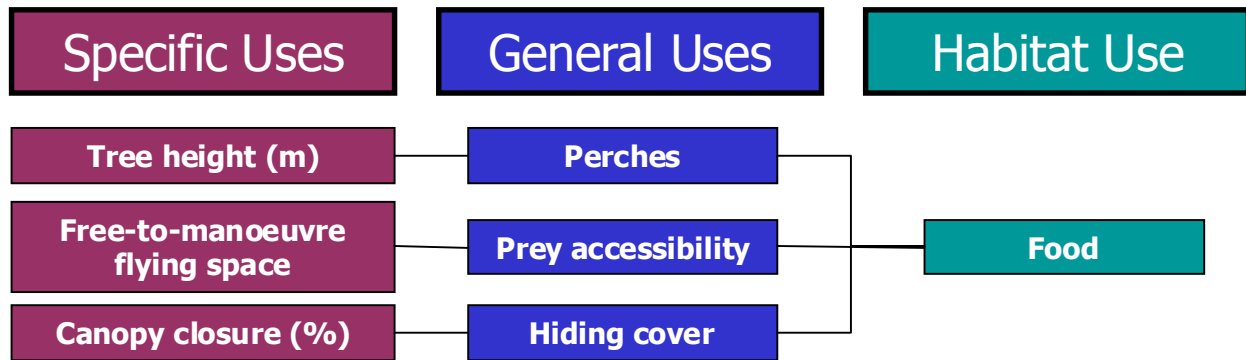 Specific Uses
General Uses
Habitat Use
Tree height (m)
Perches
Free-to-manoeuvre
flying space
Prey accessibility
Food
Canopy closure (%)
Hiding cover